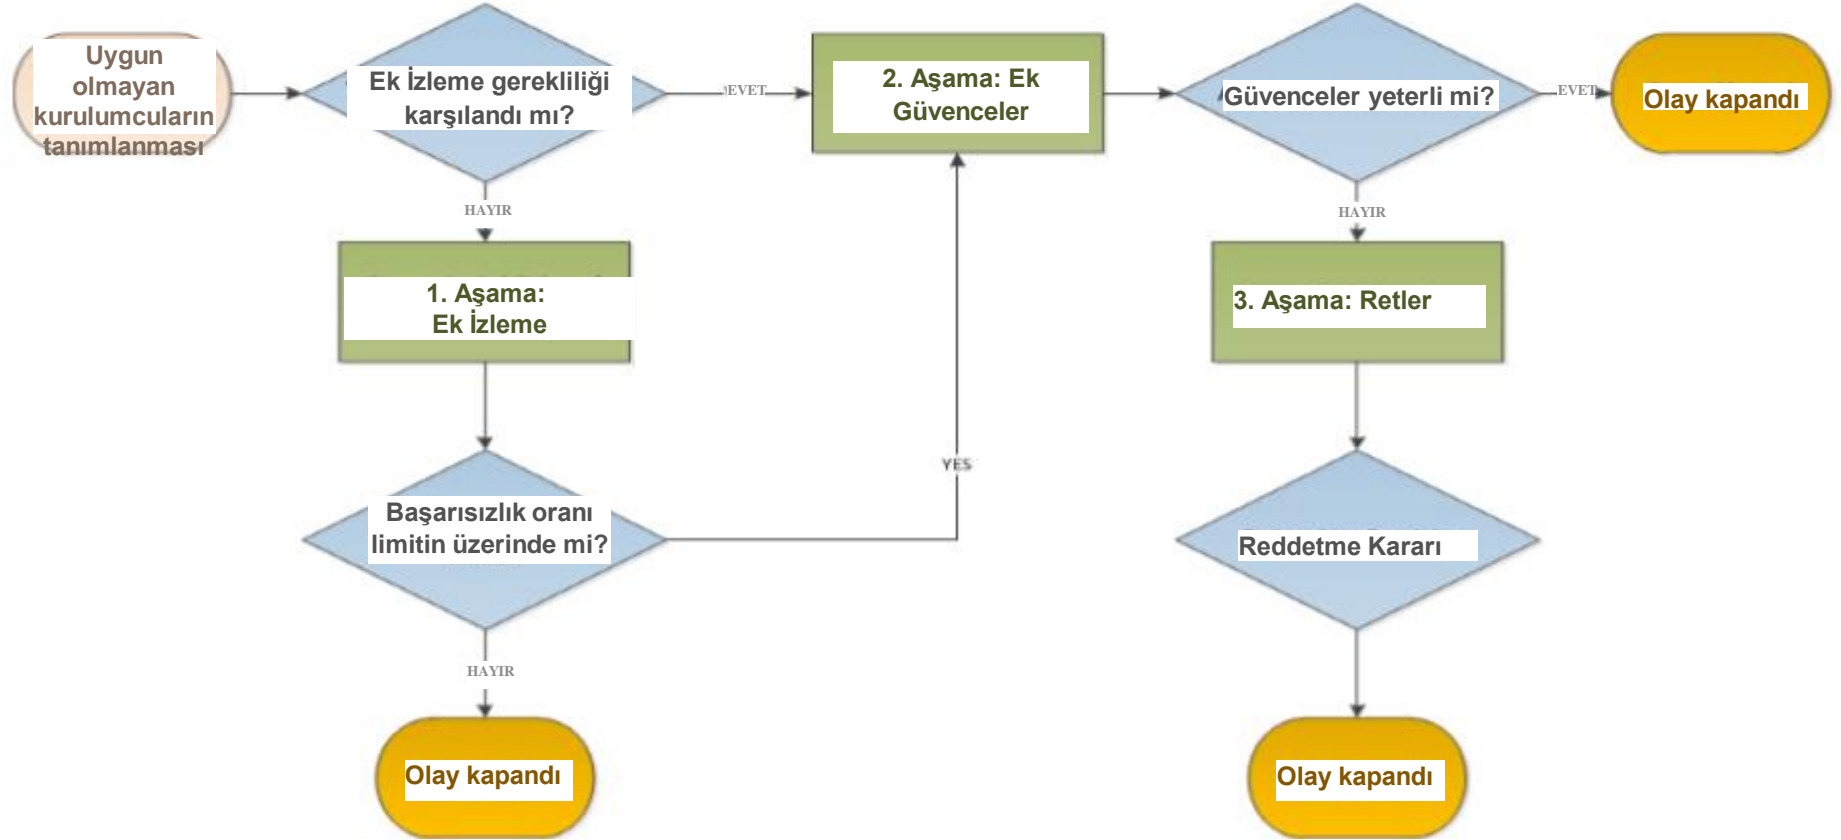 Uygun
olmayan
kurulumcuların
tanımlanması
Ek İzleme gerekliliği
karşılandı mı?
EVET
2. Aşama: Ek
Güvenceler
Güvenceler yeterli mi?
EVET
Olay kapandı
HAYIR
HAYIR
1. Aşama:
Ek İzleme
3. Aşama: Retler
YES
Başarısızlık oranı
limitin üzerinde mi?
Reddetme Kararı
HAYIR
Olay kapandı
Olay kapandı